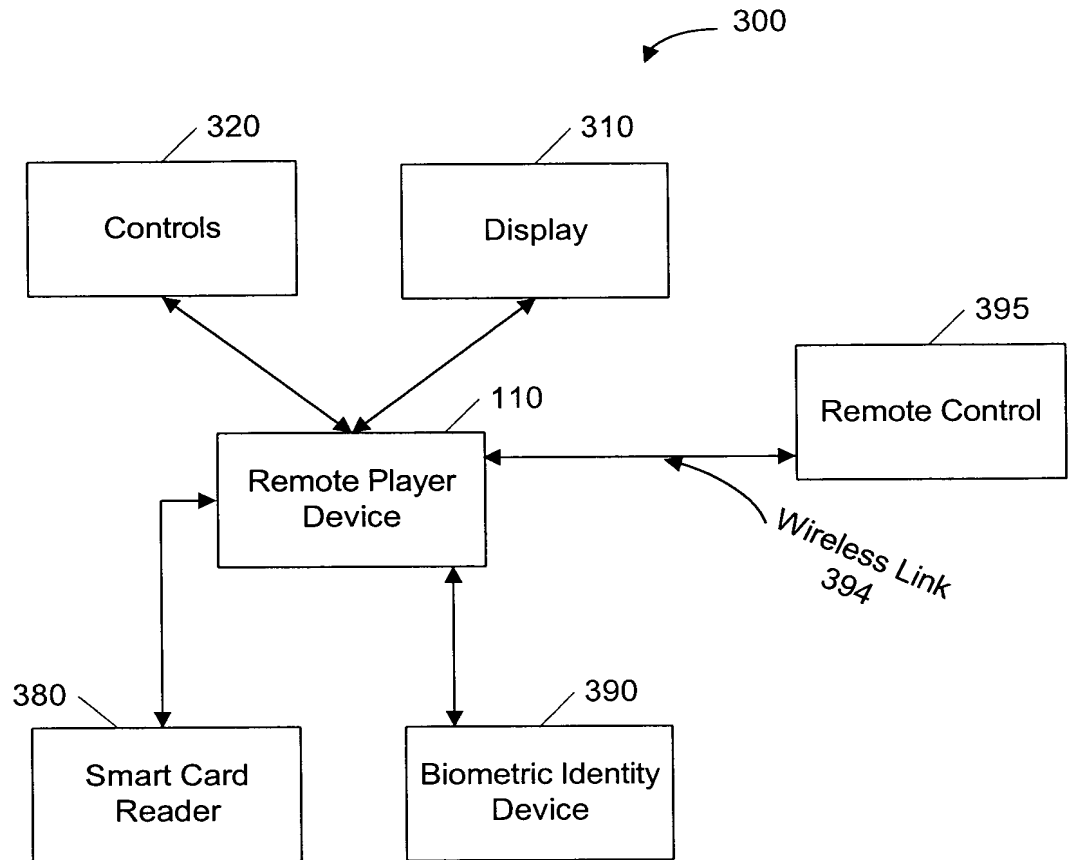 300
320
310
Controls
Display
395
Remote Control
110
Remote Player
Device
Wireless Link
394
380
390
Smart Card
Reader
Biometric Identity
Device